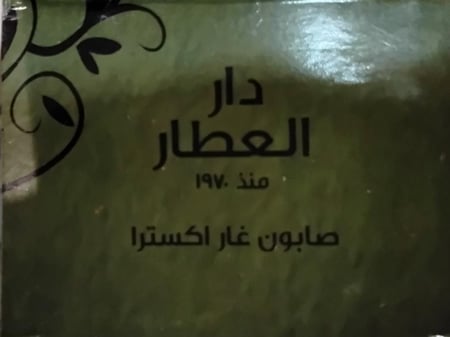 دار
العطار
منذ ١٩٧٠
صابون غار اكسترا